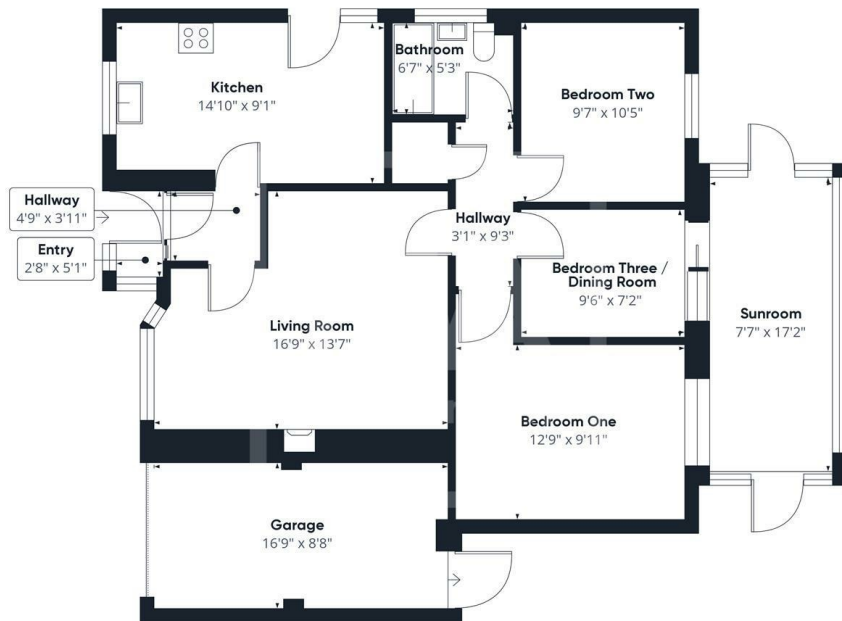 Bathroom
6'7" x 5'3"
Kitchen
14'10" x 9'1"
Bedroom Two
9'7" x 10'5"
Hallway
4'9" x 3'11"
Hallway
3'1" x 9'3"
Entry
2'8" x 5'1"
Bedroom Three /
Dining Room
9'6" x 7'2"
Living Room
16'9" x 13'7"
Sunroom
7'7" x 17'2"
Bedroom One
12'9" x 9'11"
Garage
16'9" x 8'8"